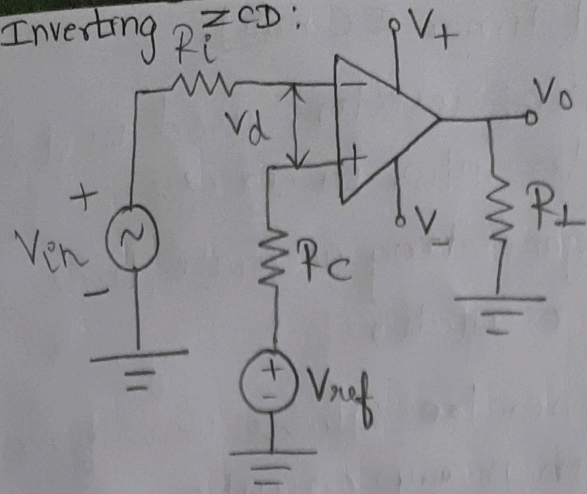 Inverting ZCD:
Ri
V+
Vo
Vd
−
+
+
Vin
−
V-
RL
Rc
+
-
Vref